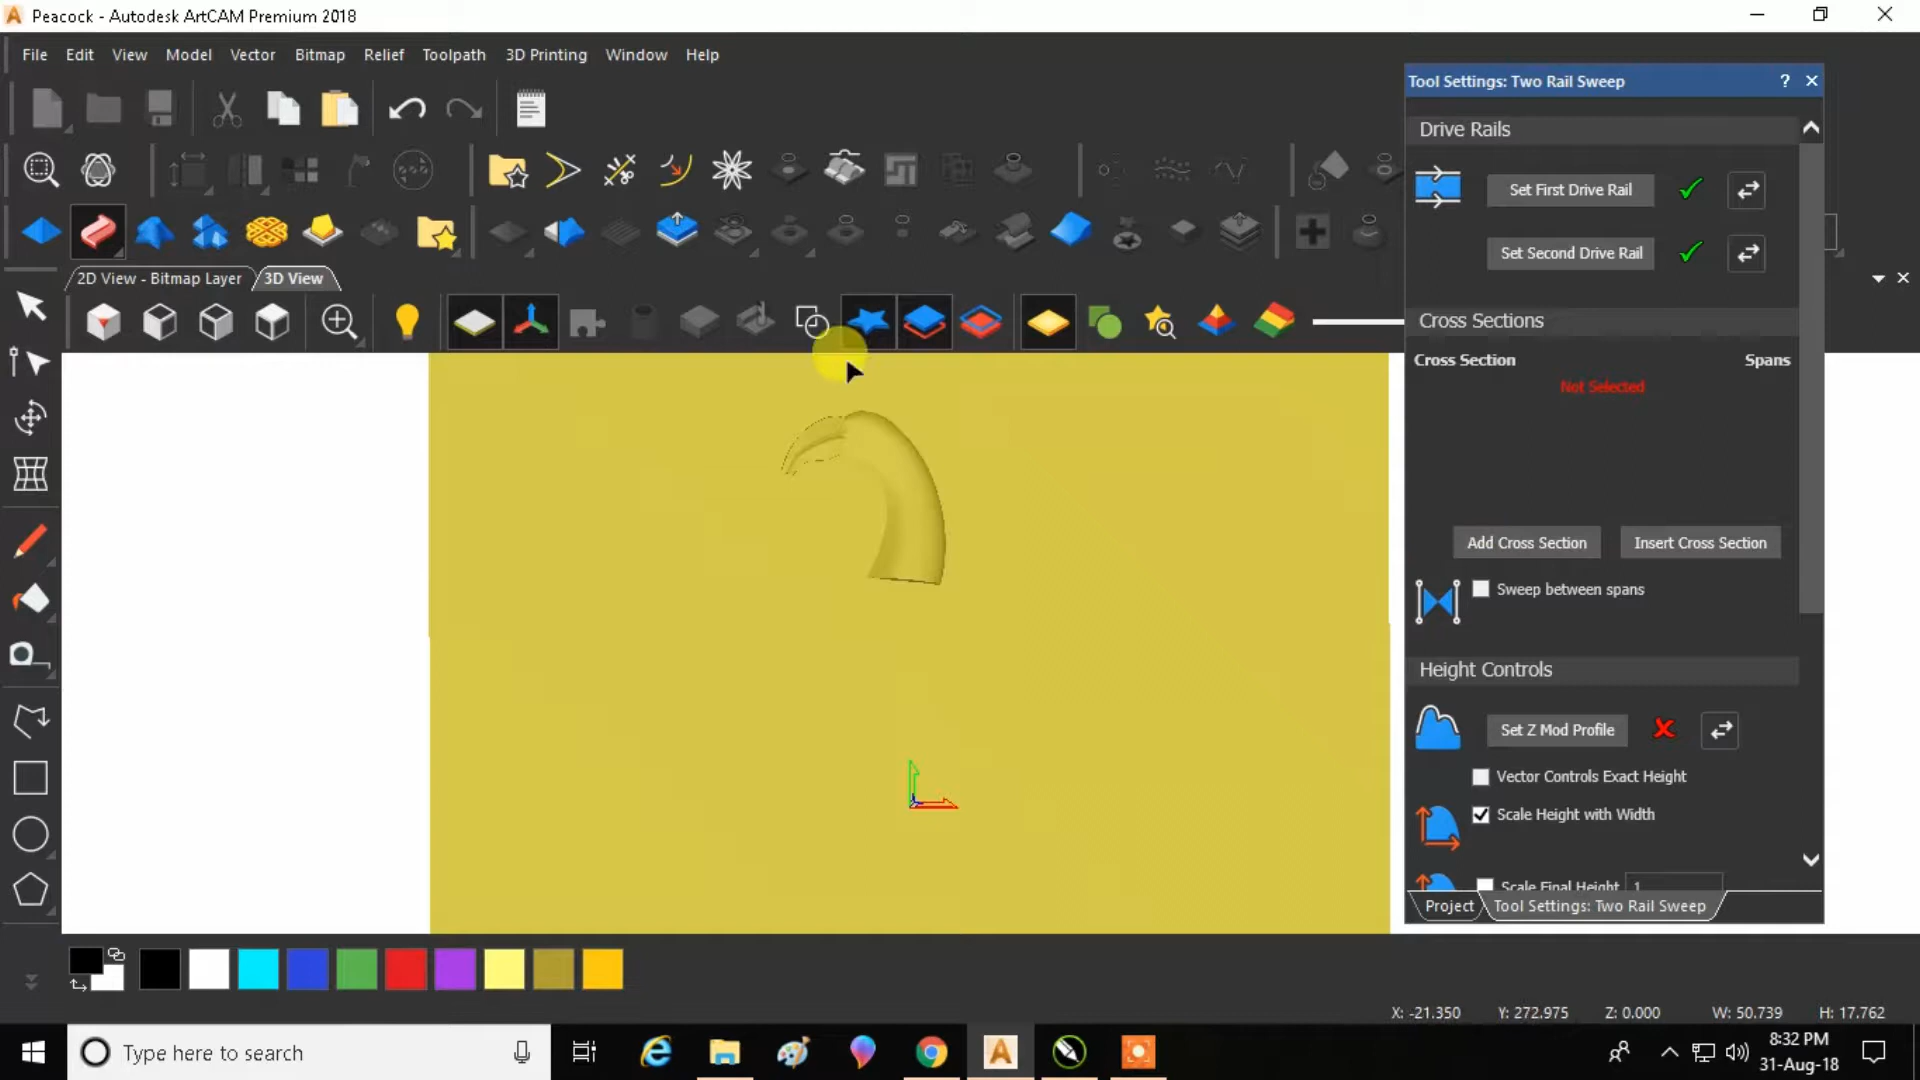 Peacock - Autodesk ArtCAM Premium 2018
File Edit View Model Vector Bitmap Relief Toolpath 3D Printing Window Help
2D View - Bitmap Layer 3D View
Tool Settings: Two Rail Sweep ?
Drive Rails
Set First Drive Rail
Set Second Drive Rail
Cross Sections
Cross Section Spans
Not Selected
Add Cross Section Insert Cross Section
Sweep between spans
Height Controls
Set Z Mod Profile
Vector Controls Exact Height
Scale Height with Width
Scale Final Height 1
Project Tool Settings: Two Rail Sweep
X: -21.350 Y: 272.975 Z: 0.000 W: 50.739 H: 17.762
Type here to search
8:32 PM
31-Aug-18